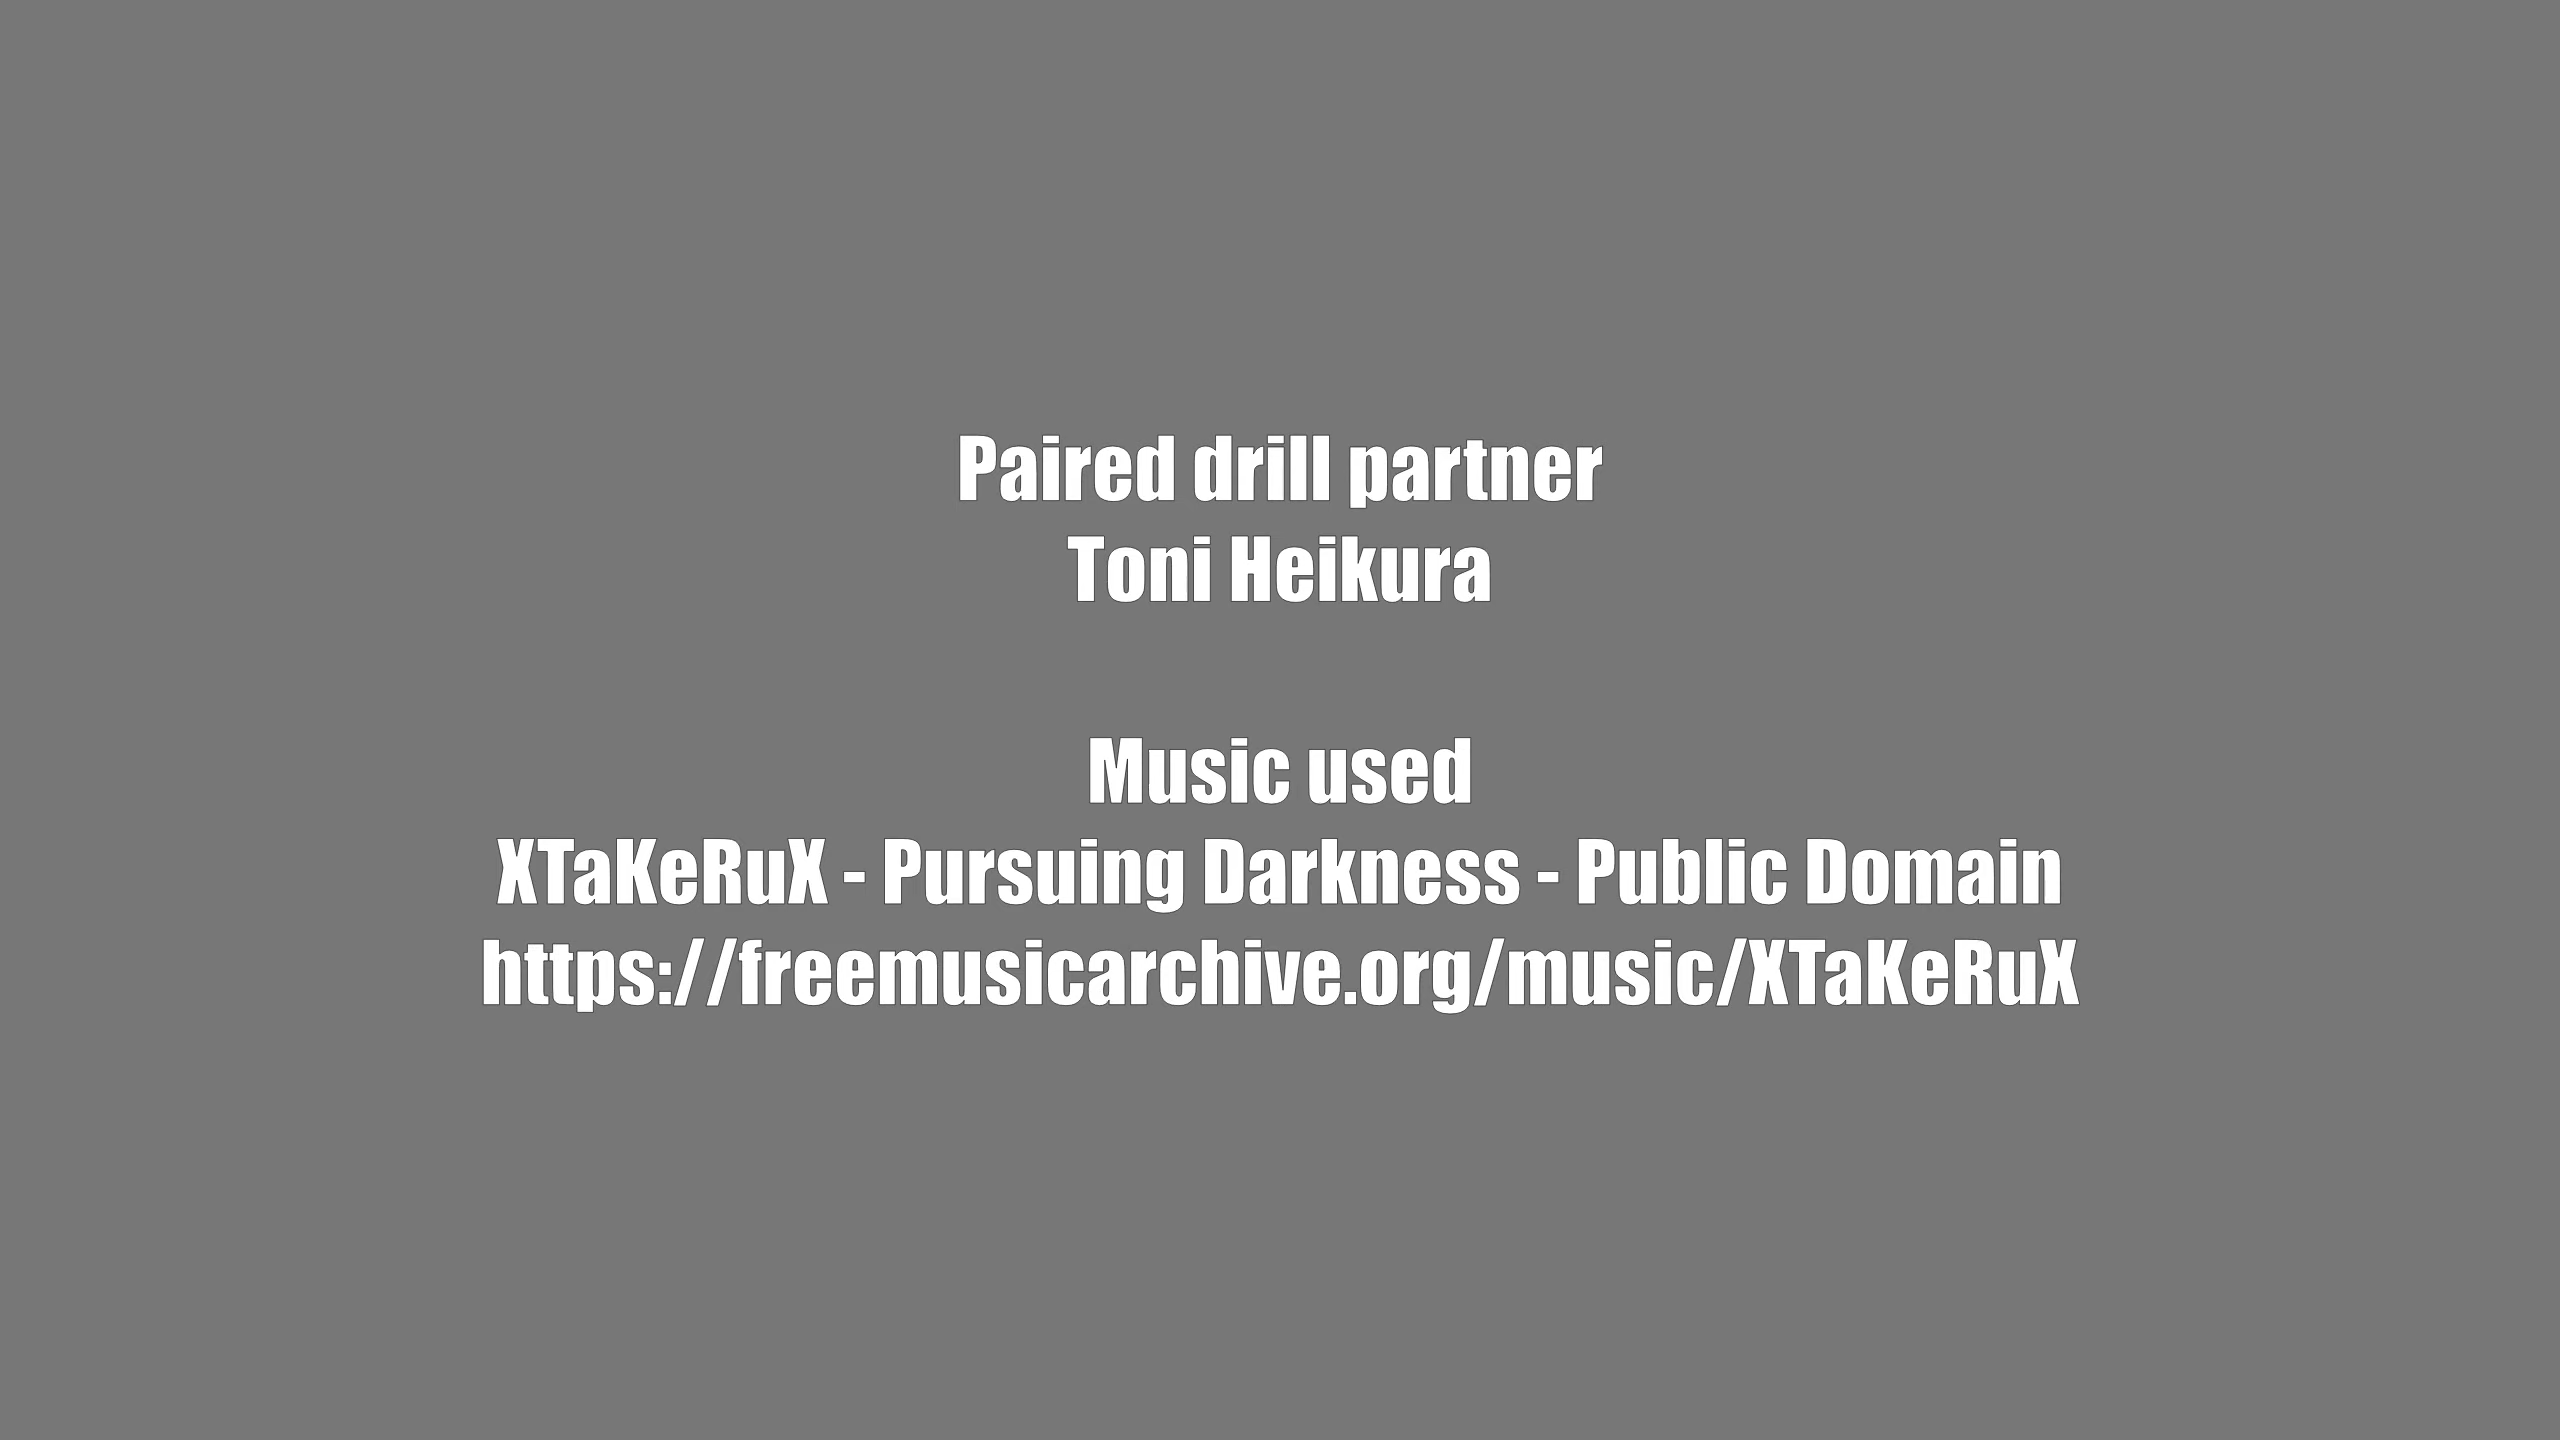 Paired drill partner
Toni Heikura
Music used
XTaKeRuX - Pursuing Darkness - Public Domain
https://freemusicarchive.org/music/XTaKeRuX